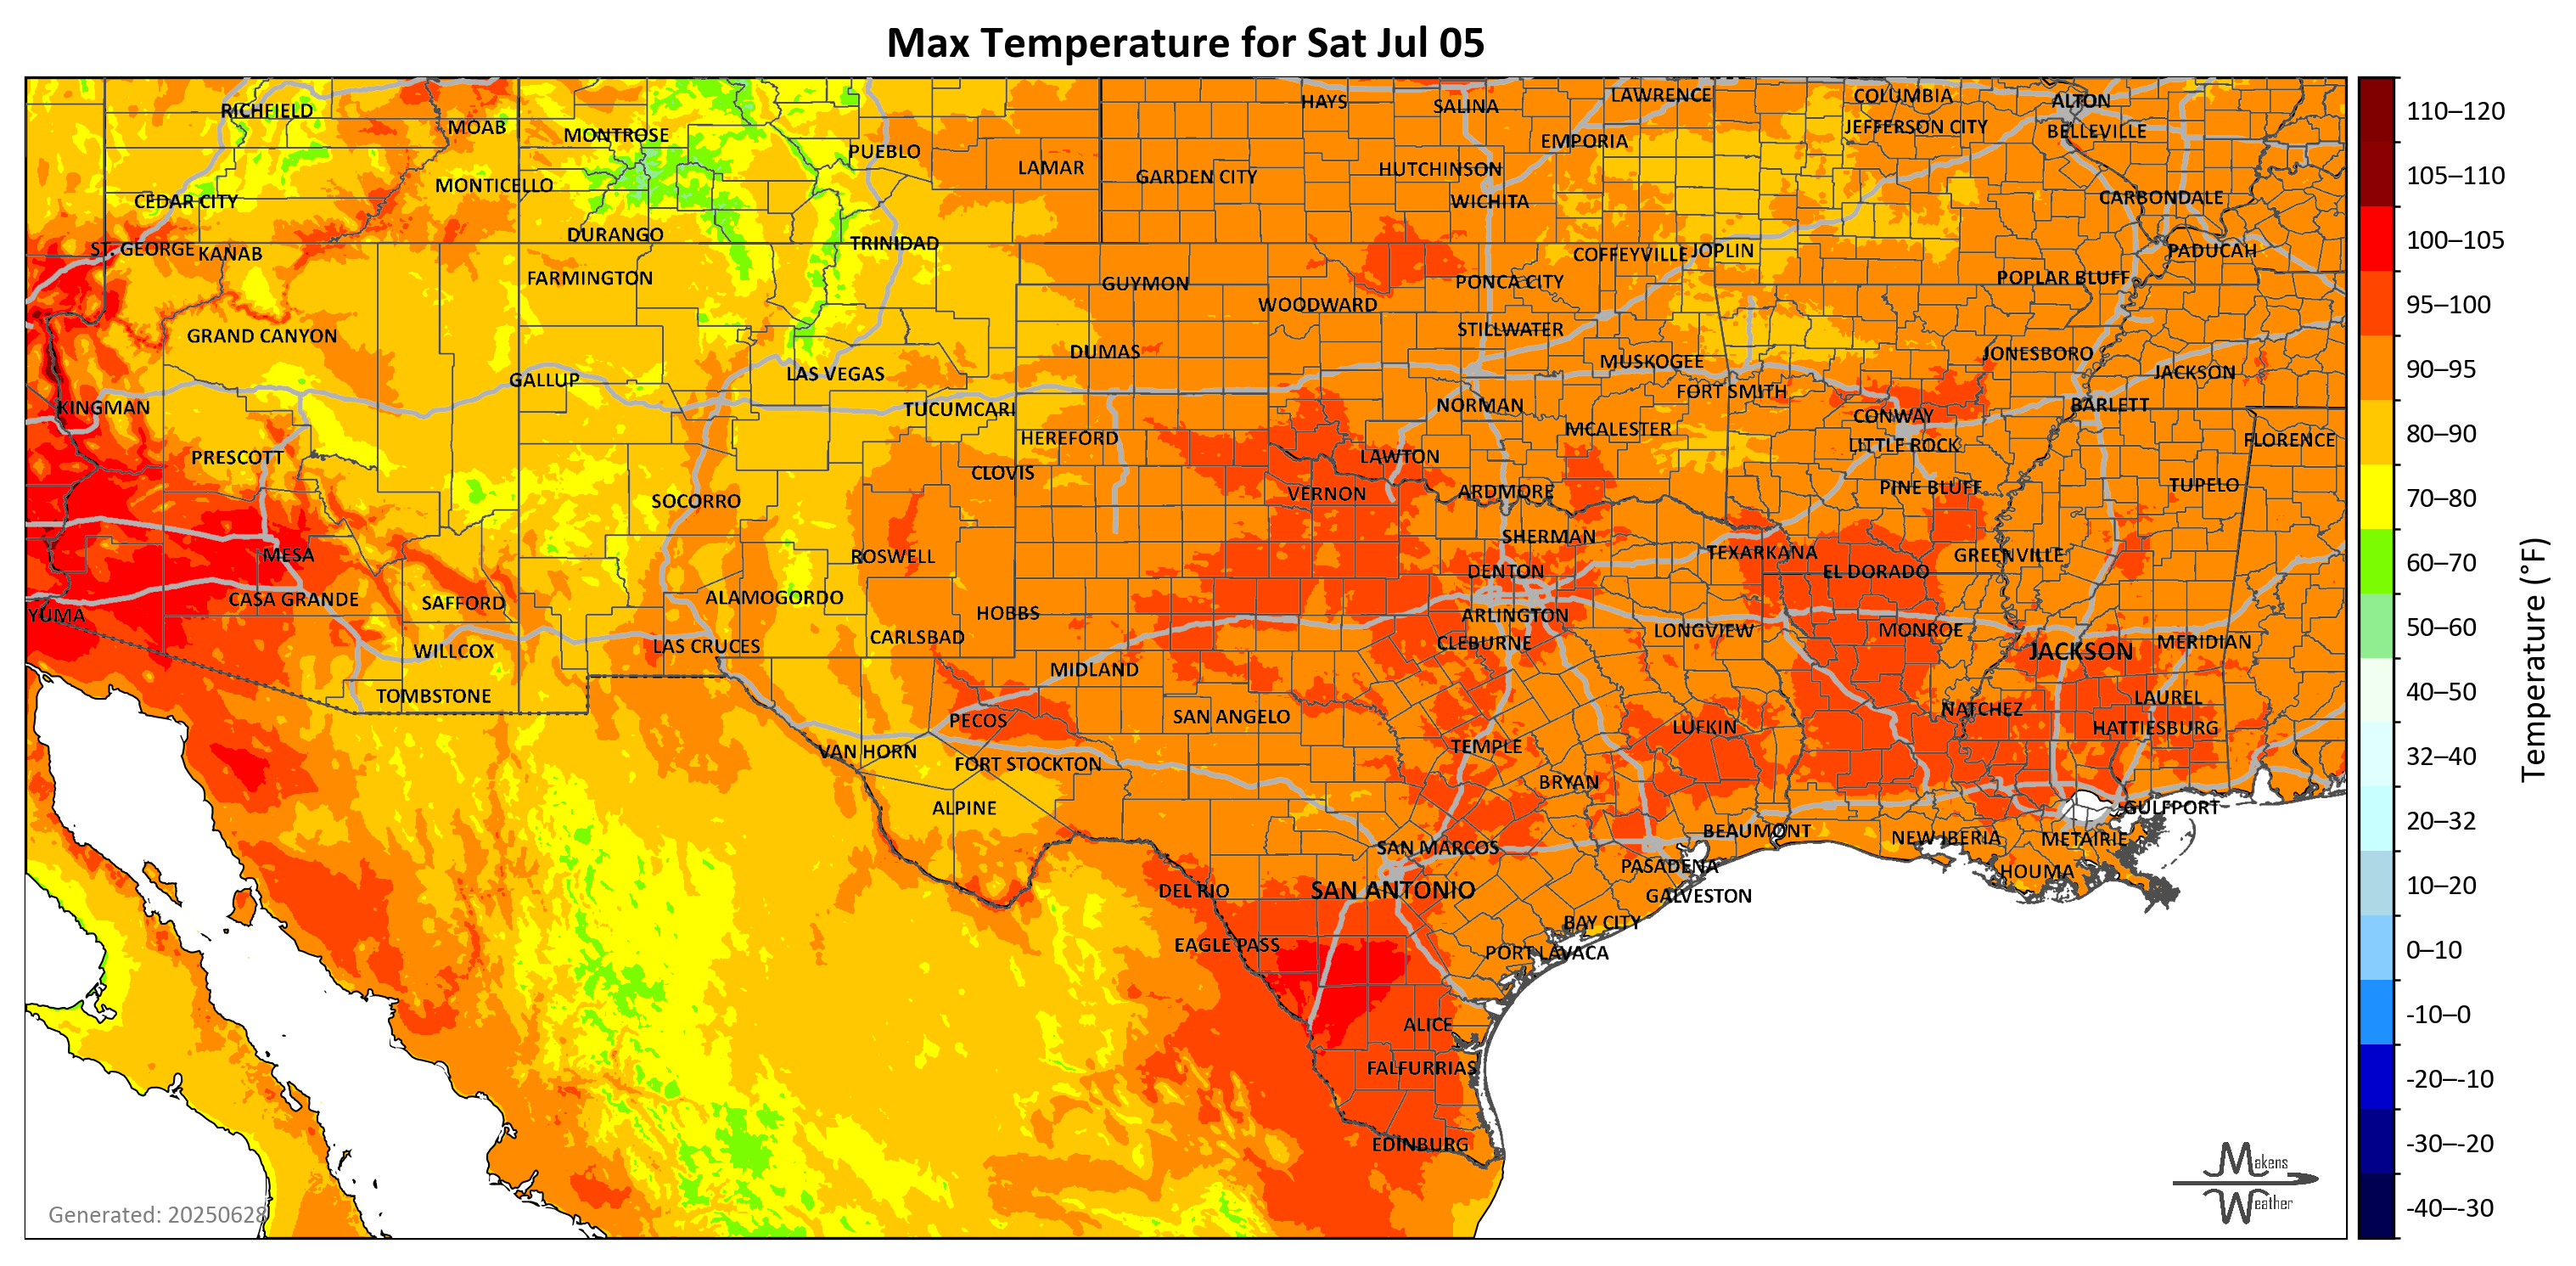 Max Temperature for Sat Jul 05
HAYS
SALINA
LAWRENCE
COLUMBIA
ALTON
RICHFIELD
MOAB
MONTROSE
PUEBLO
EMPORIA
JEFFERSON CITY
BELLEVILLE
LAMAR
GARDEN CITY
HUTCHINSON
MONTICELLO
CEDAR CITY
WICHITA
CARBONDALE
DURANGO
TRINIDAD
ST. GEORGE
KANAB
COFFEYVILLE
JOPLIN
PADUCAH
FARMINGTON
GUYMON
PONCA CITY
POPLAR BLUFF
WOODWARD
GRAND CANYON
STILLWATER
DUMAS
MUSKOGEE
JONESBORO
GALLUP
LAS VEGAS
FORT SMITH
JACKSON
KINGMAN
TUCUMCARI
NORMAN
CONWAY
BARLETT
HEREFORD
MCALESTER
LITTLE ROCK
FLORENCE
PRESCOTT
CLOVIS
LAWTON
SOCORRO
VERNON
ARDMORE
PINE BLUFF
TUPELO
MESA
ROSWELL
SHERMAN
TEXARKANA
GREENVILLE
DENTON
EL DORADO
YUMA
CASA GRANDE
SAFFORD
ALAMOGORDO
HOBBS
ARLINGTON
WILLCOX
LAS CRUCES
CARLSBAD
CLEBURNE
LONGVIEW
MONROE
JACKSON
MERIDIAN
MIDLAND
TOMBSTONE
PECOS
SAN ANGELO
LUFKIN
NATCHEZ
LAUREL
HATTIESBURG
VAN HORN
FORT STOCKTON
TEMPLE
BRYAN
ALPINE
GULFPORT
SAN MARCOS
BEAUMONT
NEW IBERIA
METAIRIE
PASADENA
HOUMA
DEL RIO
SAN ANTONIO
GALVESTON
BAY CITY
EAGLE PASS
PORT LAVACA
ALICE
FALFURRIAS
EDINBURG
Generated: 20250628
Makens
Weather
110–120
105–110
100–105
95–100
90–95
80–90
70–80
60–70
50–60
40–50
32–40
20–32
10–20
0–10
-10–0
-20–-10
-30–-20
-40–-30
Temperature (°F)